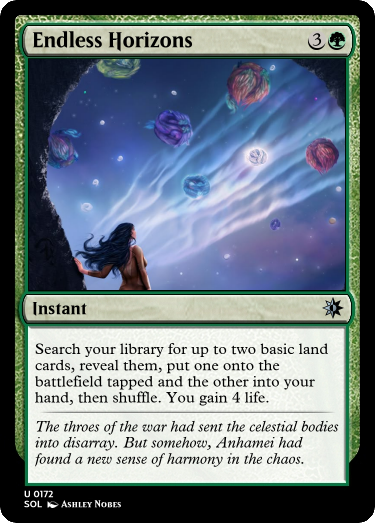 Endless Horizons 3
Instant
Search your library for up to two basic land
cards, reveal them, put one onto the
battlefield tapped and the other into your
hand, then shuffle. You gain 4 life.
The throes of the war had sent the celestial bodies
into disarray. But somehow, Anhamei had
found a new sense of harmony in the chaos.
U 0172
SOL Ashley Nobes